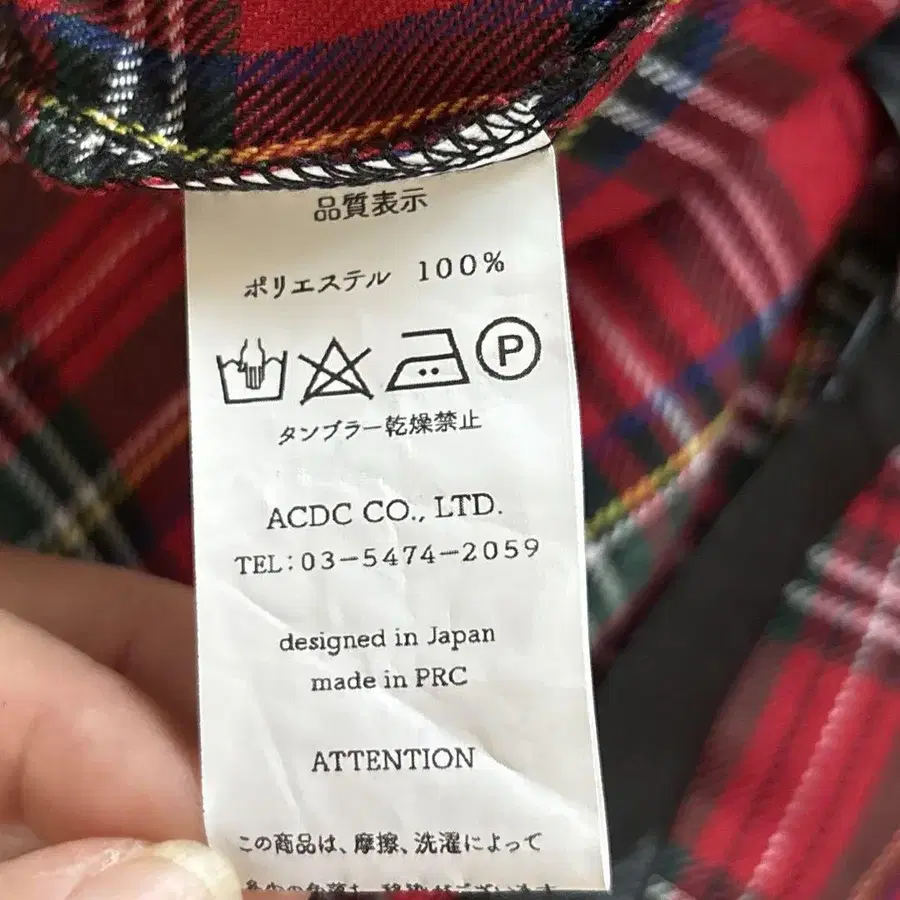 品質表示
ポリエステル 100%
P
タンブラー乾燥禁止
ACDC CO., LTD.
TEL:03-5474-2059
designed in Japan
made in PRC
ATTENTION
この商品は、摩擦、洗濯によって